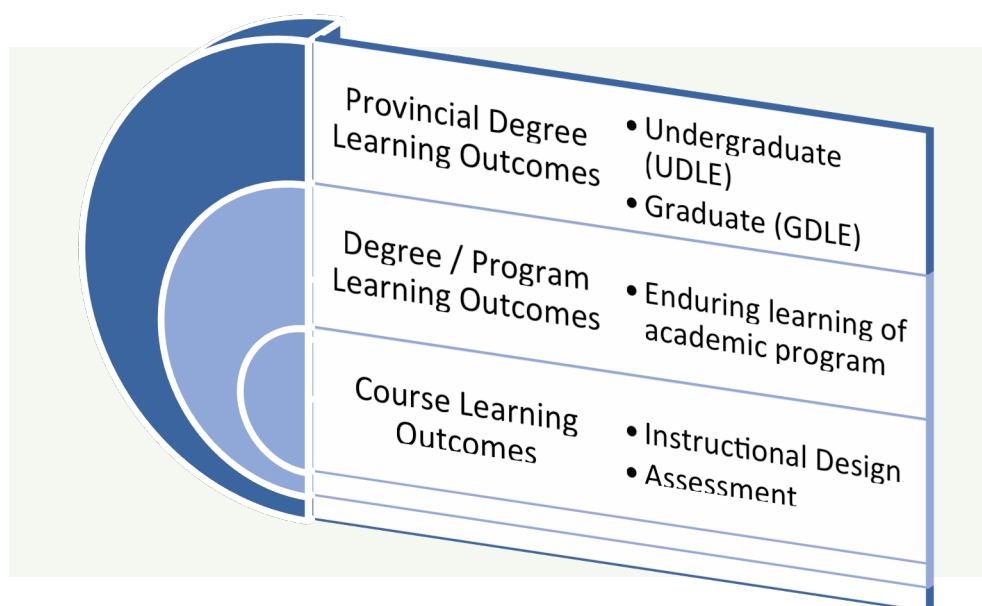 Provincial Degree
Learning Outcomes
• Undergraduate
(UDLE)
• Graduate (GDLE)
Degree / Program
Learning Outcomes
• Enduring learning of
academic program
Course Learning
Outcomes
• Instructional Design
• Assessment